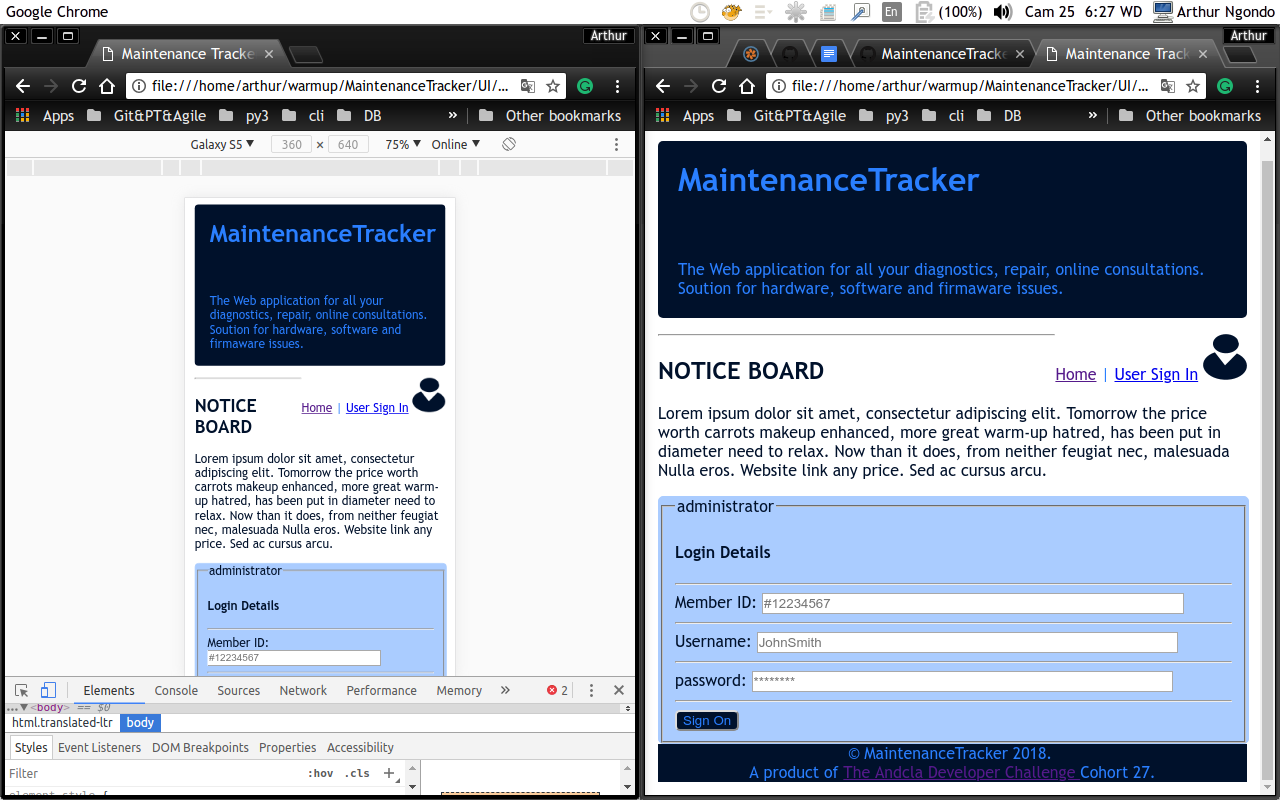 Google Chrome
En
(100%)
Cam 25 6:27 WD
Arthur Ngondo
Arthur
Maintenance Tracke
file:///home/arthur/warmup/MaintenanceTracker/UI/...
Apps
Git&PT&Agile
py3
cli
DB
»
Other bookmarks
Galaxy S5 ▼
360 × 640
75% ▼
Online ▼
MaintenanceTracker
The Web application for all your
diagnostics, repair, online consultations.
Soution for hardware, software and
firmaware issues.
NOTICE
BOARD
Home | User Sign In
Lorem ipsum dolor sit amet, consectetur
adipiscing elit. Tomorrow the price worth
carrots makeup enhanced, more great warm-
up hatred, has been put in diameter need to
relax. Now than it does, from neither feugiat
nec, malesuada Nulla eros. Website link any
price. Sed ac cursus arcu.
administrator
Login Details
Member ID:
#12234567
Elements
Console
Sources
Network
Performance
Memory
»
2
...▼<body> == $0
html.translated-ltr
body
Styles
Event Listeners
DOM Breakpoints
Properties
Accessibility
Filter
:hov
.cls
+
element.style {
Arthur
MaintenanceTracke
Maintenance Track
file:///home/arthur/warmup/MaintenanceTracker/UI/...
Apps
Git&PT&Agile
py3
cli
DB
»
Other bookmarks
MaintenanceTracker
The Web application for all your diagnostics, repair, online consultations.
Soution for hardware, software and firmaware issues.
NOTICE BOARD
Home | User Sign In
Lorem ipsum dolor sit amet, consectetur adipiscing elit. Tomorrow the price
worth carrots makeup enhanced, more great warm-up hatred, has been put in
diameter need to relax. Now than it does, from neither feugiat nec, malesuada
Nulla eros. Website link any price. Sed ac cursus arcu.
administrator
Login Details
Member ID: #12234567
Username: JohnSmith
password: ********
Sign On
© MaintenanceTracker 2018.
A product of The Andcla Developer Challenge Cohort 27.